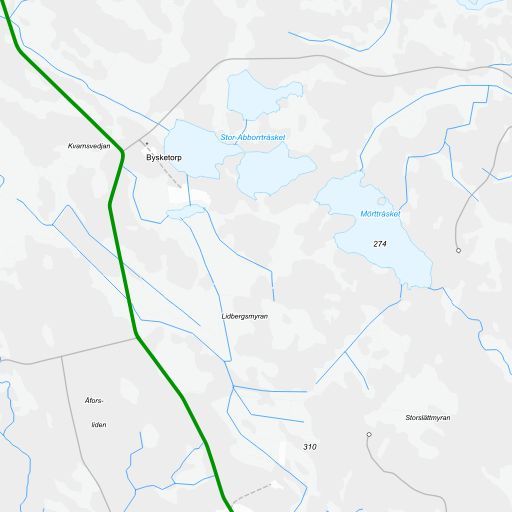 Stor-Abborrträsket
Kvarnsvedjan
Bysketorp
Mörtträsket
274
Lidbergsmyran
Åfors-
liden
Storslättmyran
310